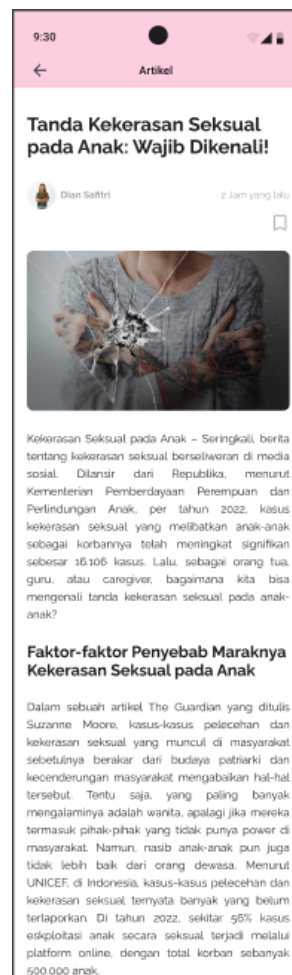 9:30
Artikel
Tanda Kekerasan Seksual
pada Anak: Wajib Dikenali!
Dian Safitri
2 Jam yang lalu
Kekerasan Seksual pada Anak – Seringkali, berita
tentang kekerasan seksual berseliweran di media
sosial. Dilansir dari Republika, menurut
Kementerian Pemberdayaan Perempuan dan
Perlindungan Anak, per tahun 2022, kasus
kekerasan seksual yang melibatkan anak-anak
sebagai korbannya telah meningkat signifikan
sebesar 16.106 kasus. Lalu, sebagai orang tua,
guru, atau caregiver, bagaimana kita bisa
mengenali tanda kekerasan seksual pada anak-
anak?
Faktor-faktor Penyebab Maraknya
Kekerasan Seksual pada Anak
Dalam sebuah artikel The Guardian yang ditulis
Suzanne Moore, kasus-kasus pelecehan dan
kekerasan seksual yang muncul di masyarakat
sebetulnya berakar dari budaya patriarki dan
kecenderungan masyarakat mengabaikan hal-hal
tersebut. Tentu saja, yang paling banyak
mengalaminya adalah wanita, apalagi jika mereka
termasuk pihak-pihak yang tidak punya power di
masyarakat. Namun, nasib anak-anak pun juga
tidak lebih baik dari orang dewasa. Menurut
UNICEF, di Indonesia, kasus-kasus pelecehan dan
kekerasan seksual ternyata banyak yang belum
terlaporkan. Di tahun 2022, sekitar 56% kasus
eskploitasi anak secara seksual terjadi melalui
platform online, dengan total korban sebanyak
500.000 anak.